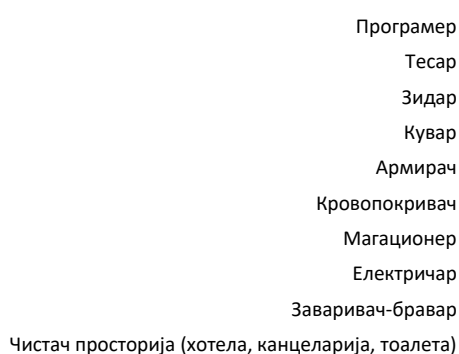 Програмер
Тесар
Зидар
Кувар
Армирач
Кровопокривач
Магационер
Електричар
Заваривач-бравар
Чистач просторија (хотела, канцеларија, тоалета)